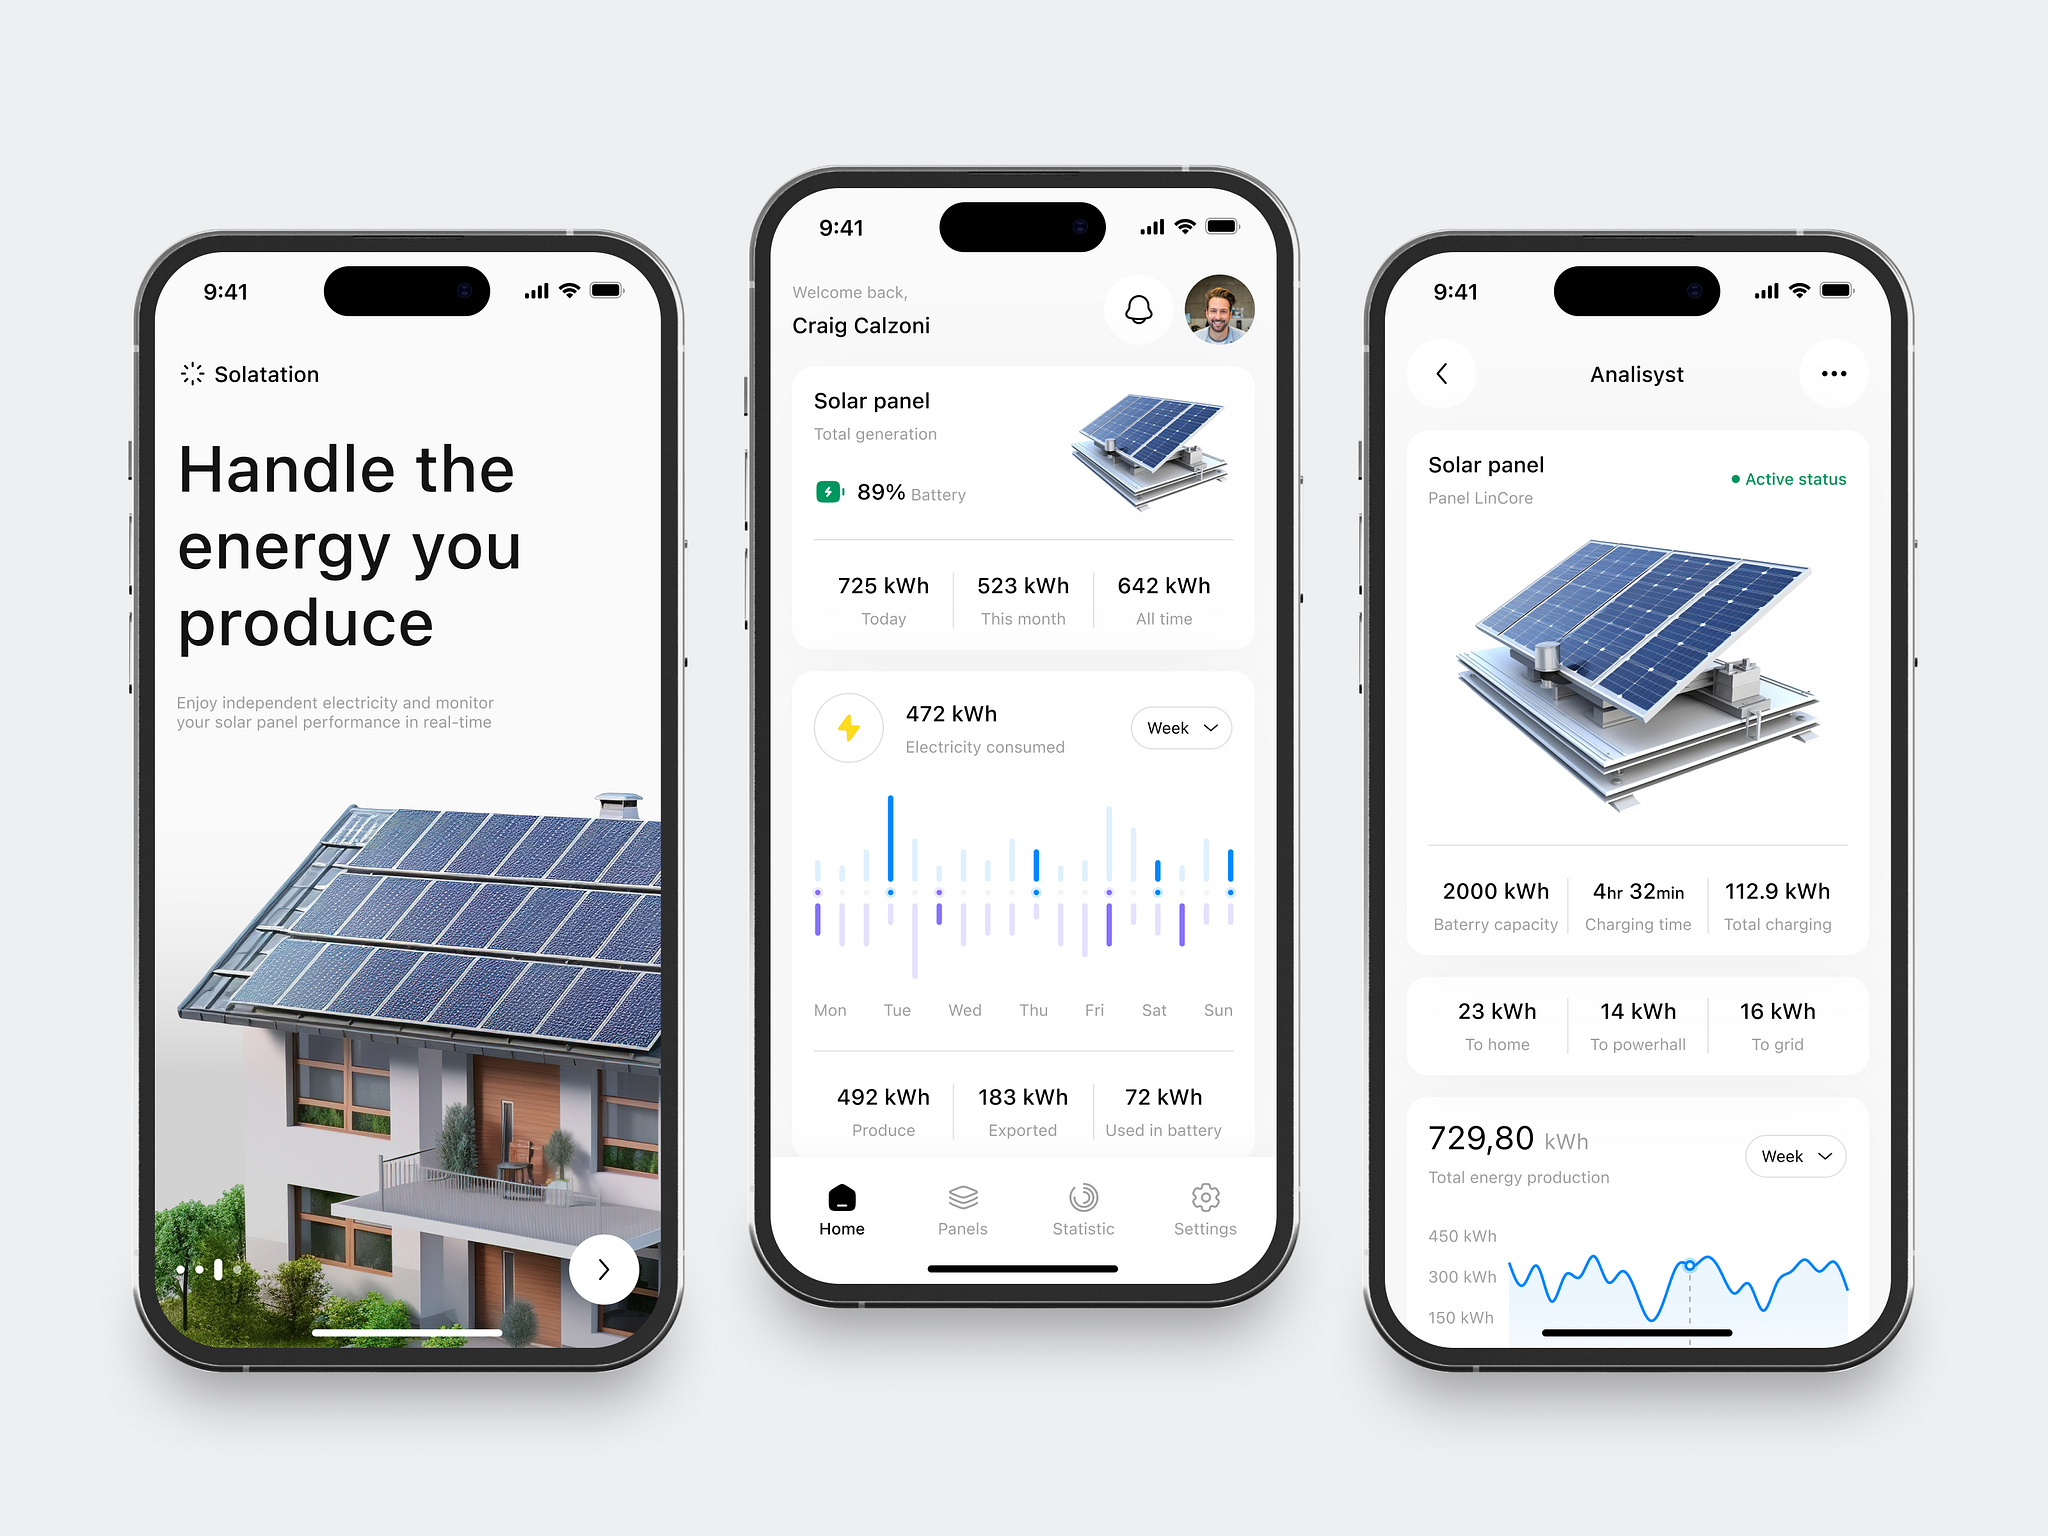 9:41
Solatation
Handle the
energy you
produce
Enjoy independent electricity and monitor
your solar panel performance in real-time
9:41
Welcome back,
Craig Calzoni
Solar panel
Total generation
89% Battery
725 kWh
Today
523 kWh
This month
642 kWh
All time
472 kWh
Electricity consumed
Week
Mon Tue Wed Thu Fri Sat Sun
492 kWh
Produce
183 kWh
Exported
72 kWh
Used in battery
Home
Panels
Statistic
Settings
9:41
Analisyst
Solar panel
Panel LinCore
Active status
2000 kWh
Baterry capacity
4hr 32min
Charging time
112.9 kWh
Total charging
23 kWh
To home
14 kWh
To powerhall
16 kWh
To grid
729,80 kWh
Total energy production
Week
450 kWh
300 kWh
150 kWh